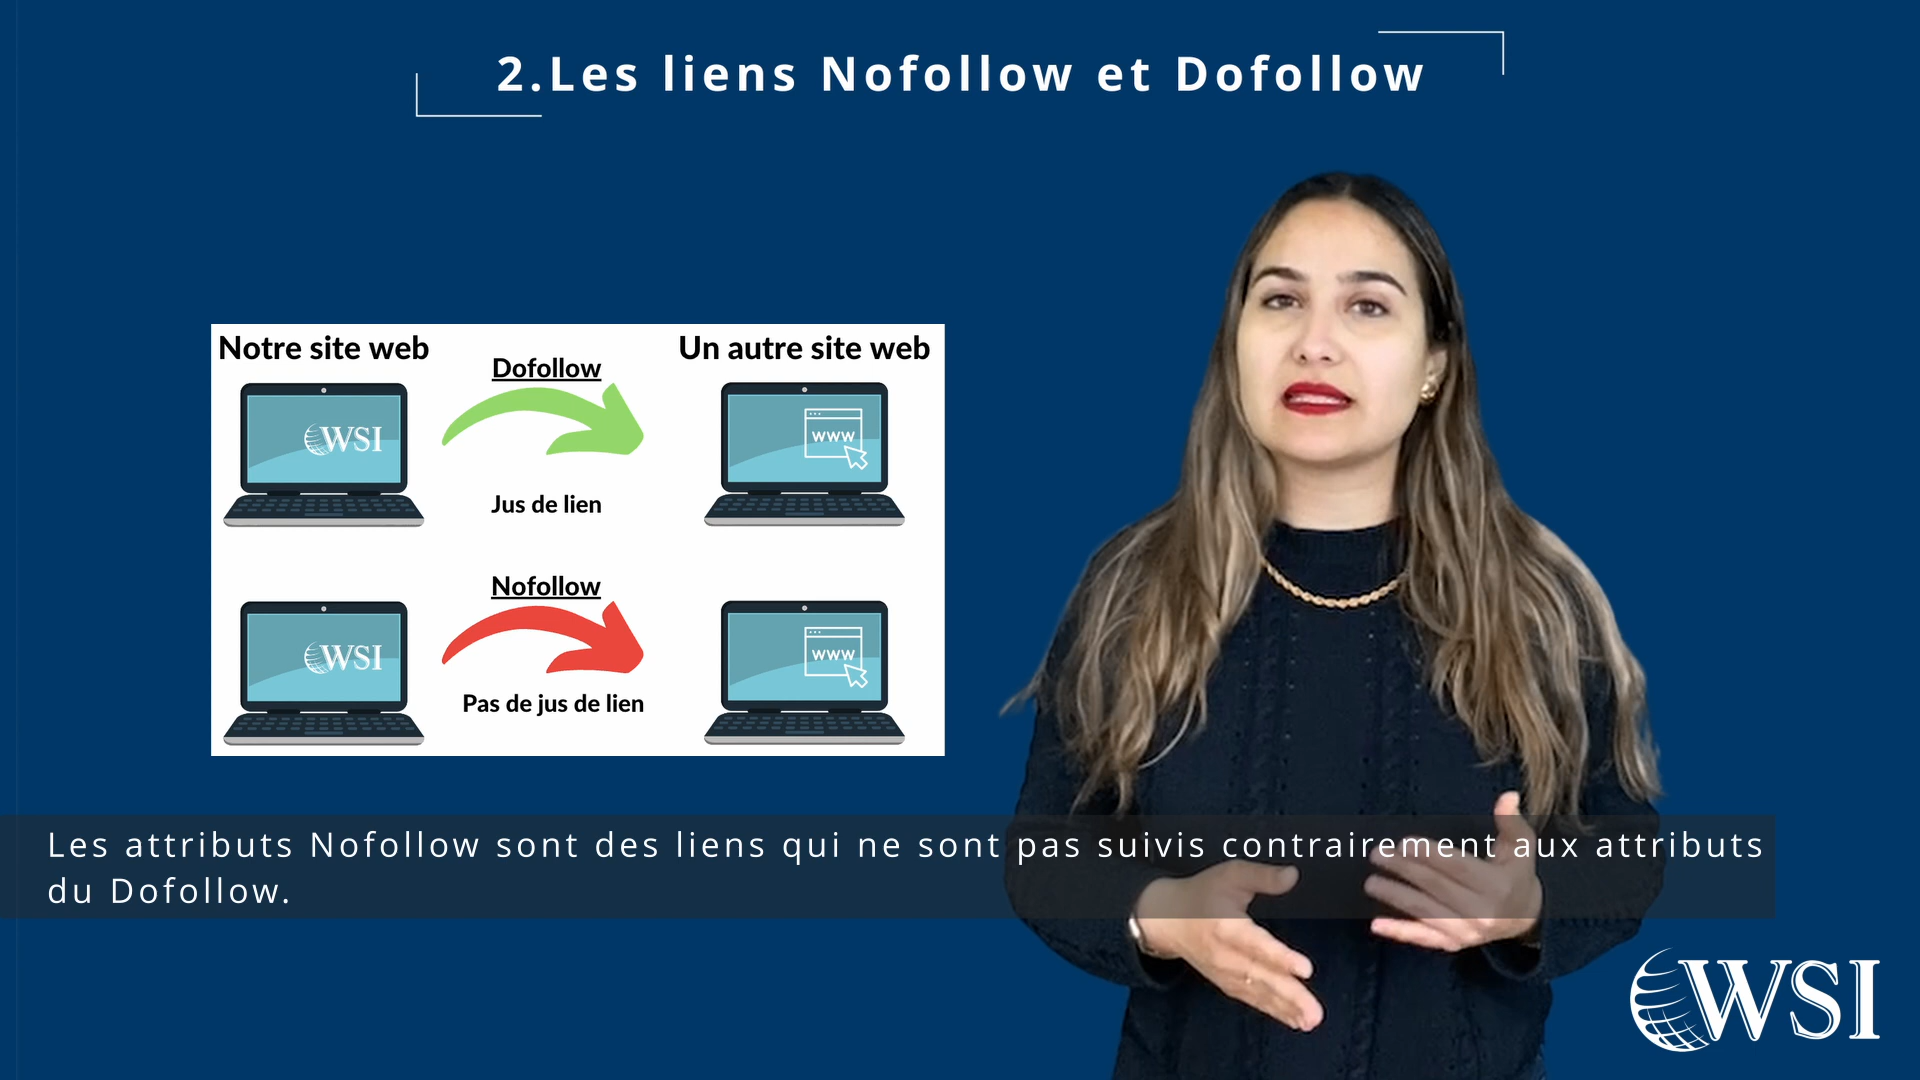 2.Les liens Nofollow et Dofollow
Notre site web
Un autre site web
Dofollow
WSI
WWW
Jus de lien
Nofollow
WSI
WWW
Pas de jus de lien
Les attributs Nofollow sont des liens qui ne sont pas suivis contrairement aux attributs
du Dofollow.
WSI